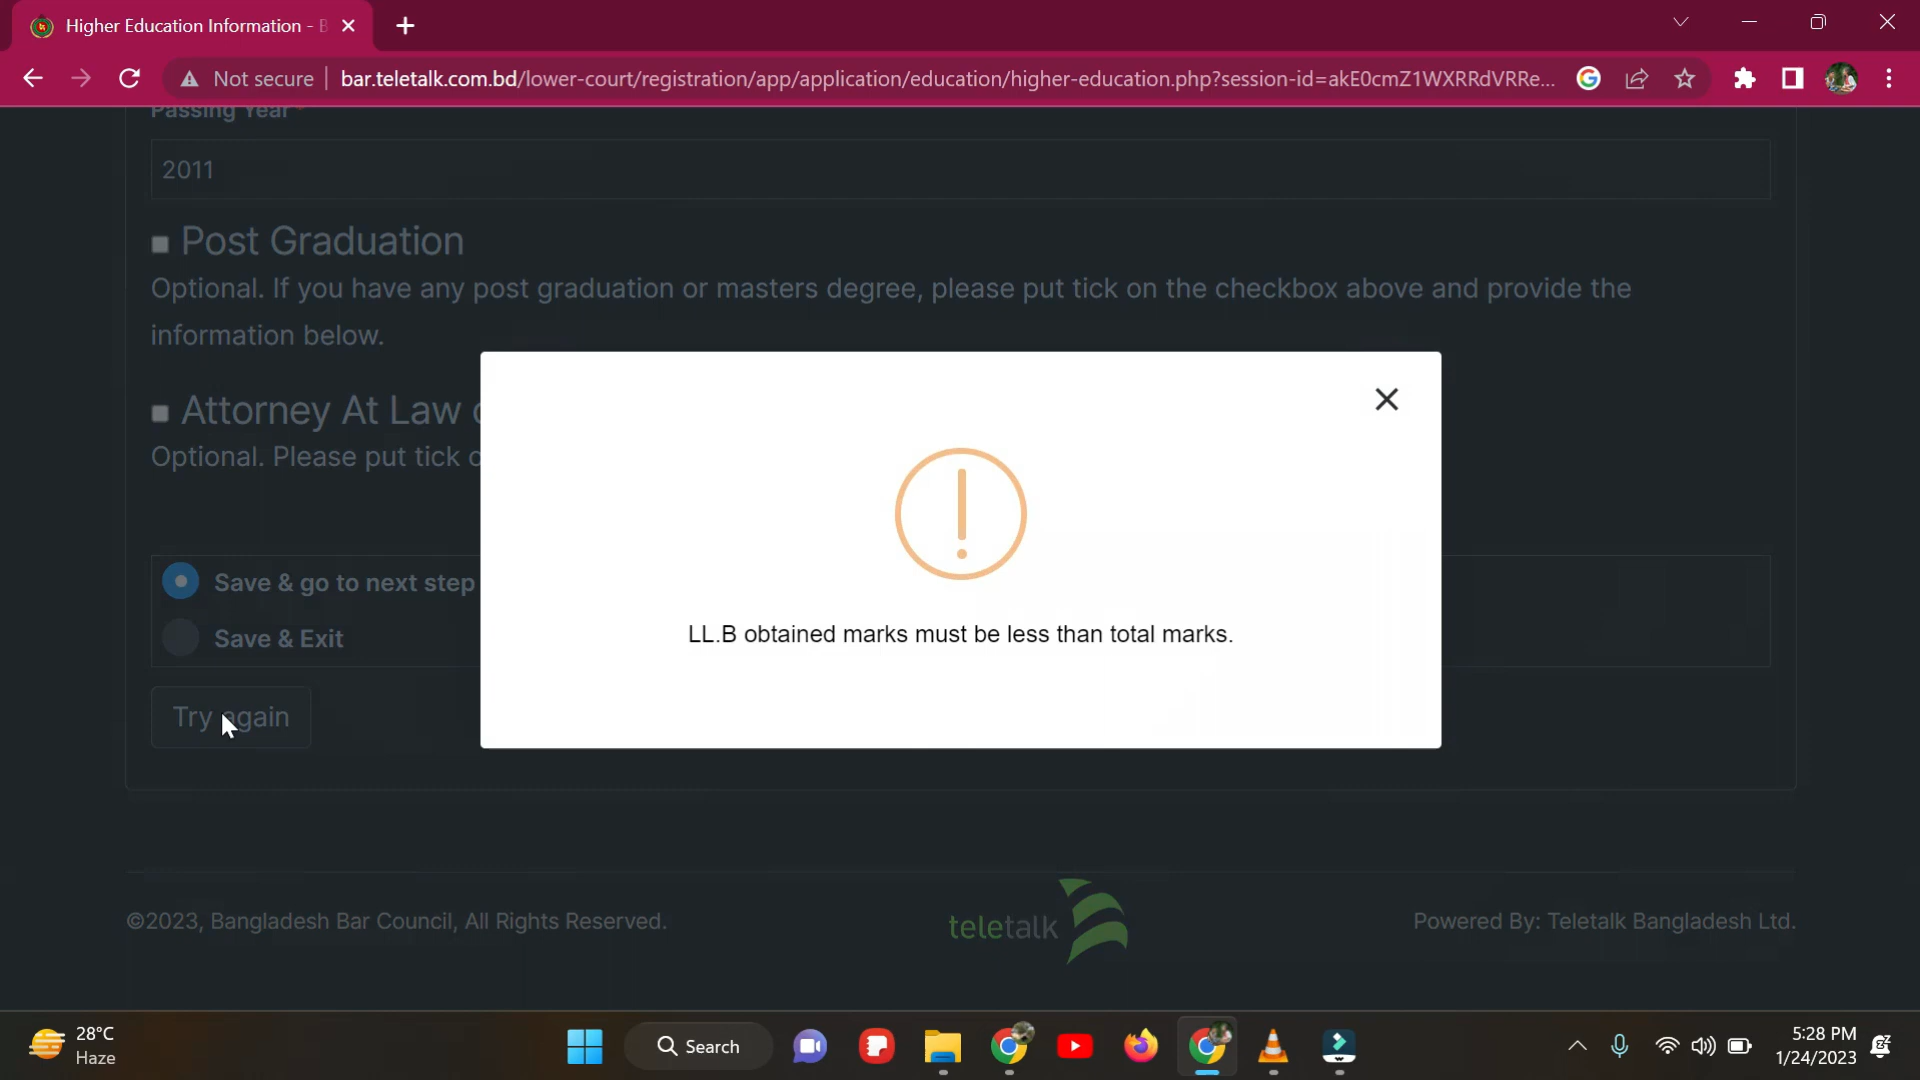 Higher Education Information - B
Not secure
bar.teletalk.com.bd/lower-court/registration/app/application/education/higher-education.php?session-id=akE0cmZ1WXRRdVRRe...
Passing Year *
2011
Post Graduation
Optional. If you have any post graduation or masters degree, please put tick on the checkbox above and provide the
information below.
Attorney At Law
Optional. Please put tick
LL.B obtained marks must be less than total marks.
Save & go to next step
Save & Exit
Try again
©2023, Bangladesh Bar Council, All Rights Reserved.
teletalk
Powered By: Teletalk Bangladesh Ltd.
28°C
Haze
Search
5:28 PM
1/24/2023